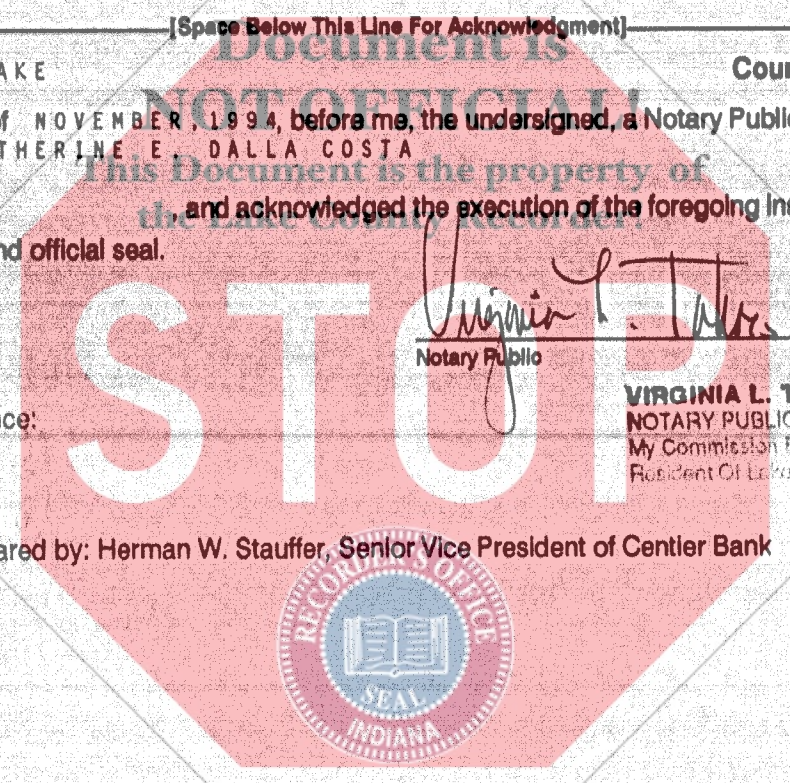 [Space Below This Line For Acknowledgment]
Document is
AKE Coun
NOT OFFICIAL!
of NOVEMBER, 1994, before me, the undersigned, a Notary Public
THERINE E. DALLA COSTA
This Document is the property of
, and acknowledged the execution of the foregoing ins
the Lake County Recorder!
nd official seal.
STOP
Virginia L.
Notary Public
VIRGINIA L. T
NOTARY PUBLIC
My Commission
Resident Of Lake
ce:
ared by: Herman W. Stauffer, Senior Vice President of Centier Bank
RECORDER'S OFFICE
SEAL
INDIANA